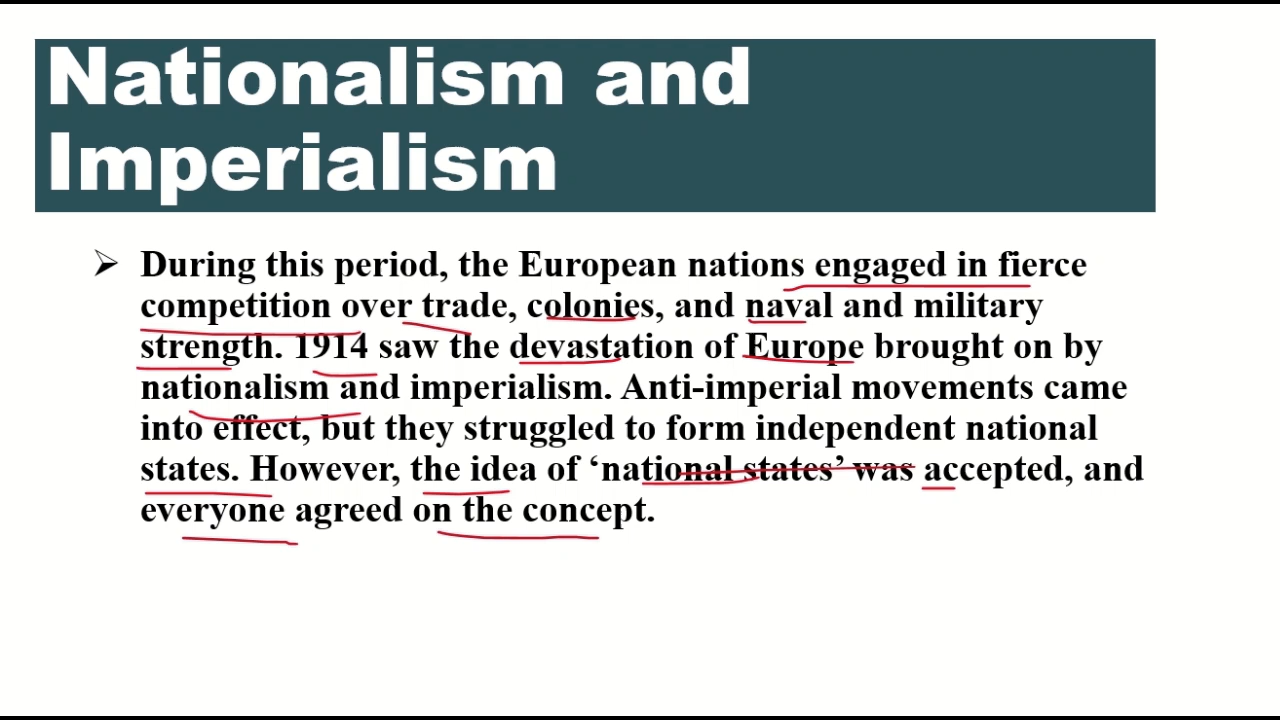 Nationalism and
Imperialism
➢ During this period, the European nations engaged in fierce
competition over trade, colonies, and naval and military
strength. 1914 saw the devastation of Europe brought on by
nationalism and imperialism. Anti-imperial movements came
into effect, but they struggled to form independent national
states. However, the idea of ‘national states’ was accepted, and
everyone agreed on the concept.